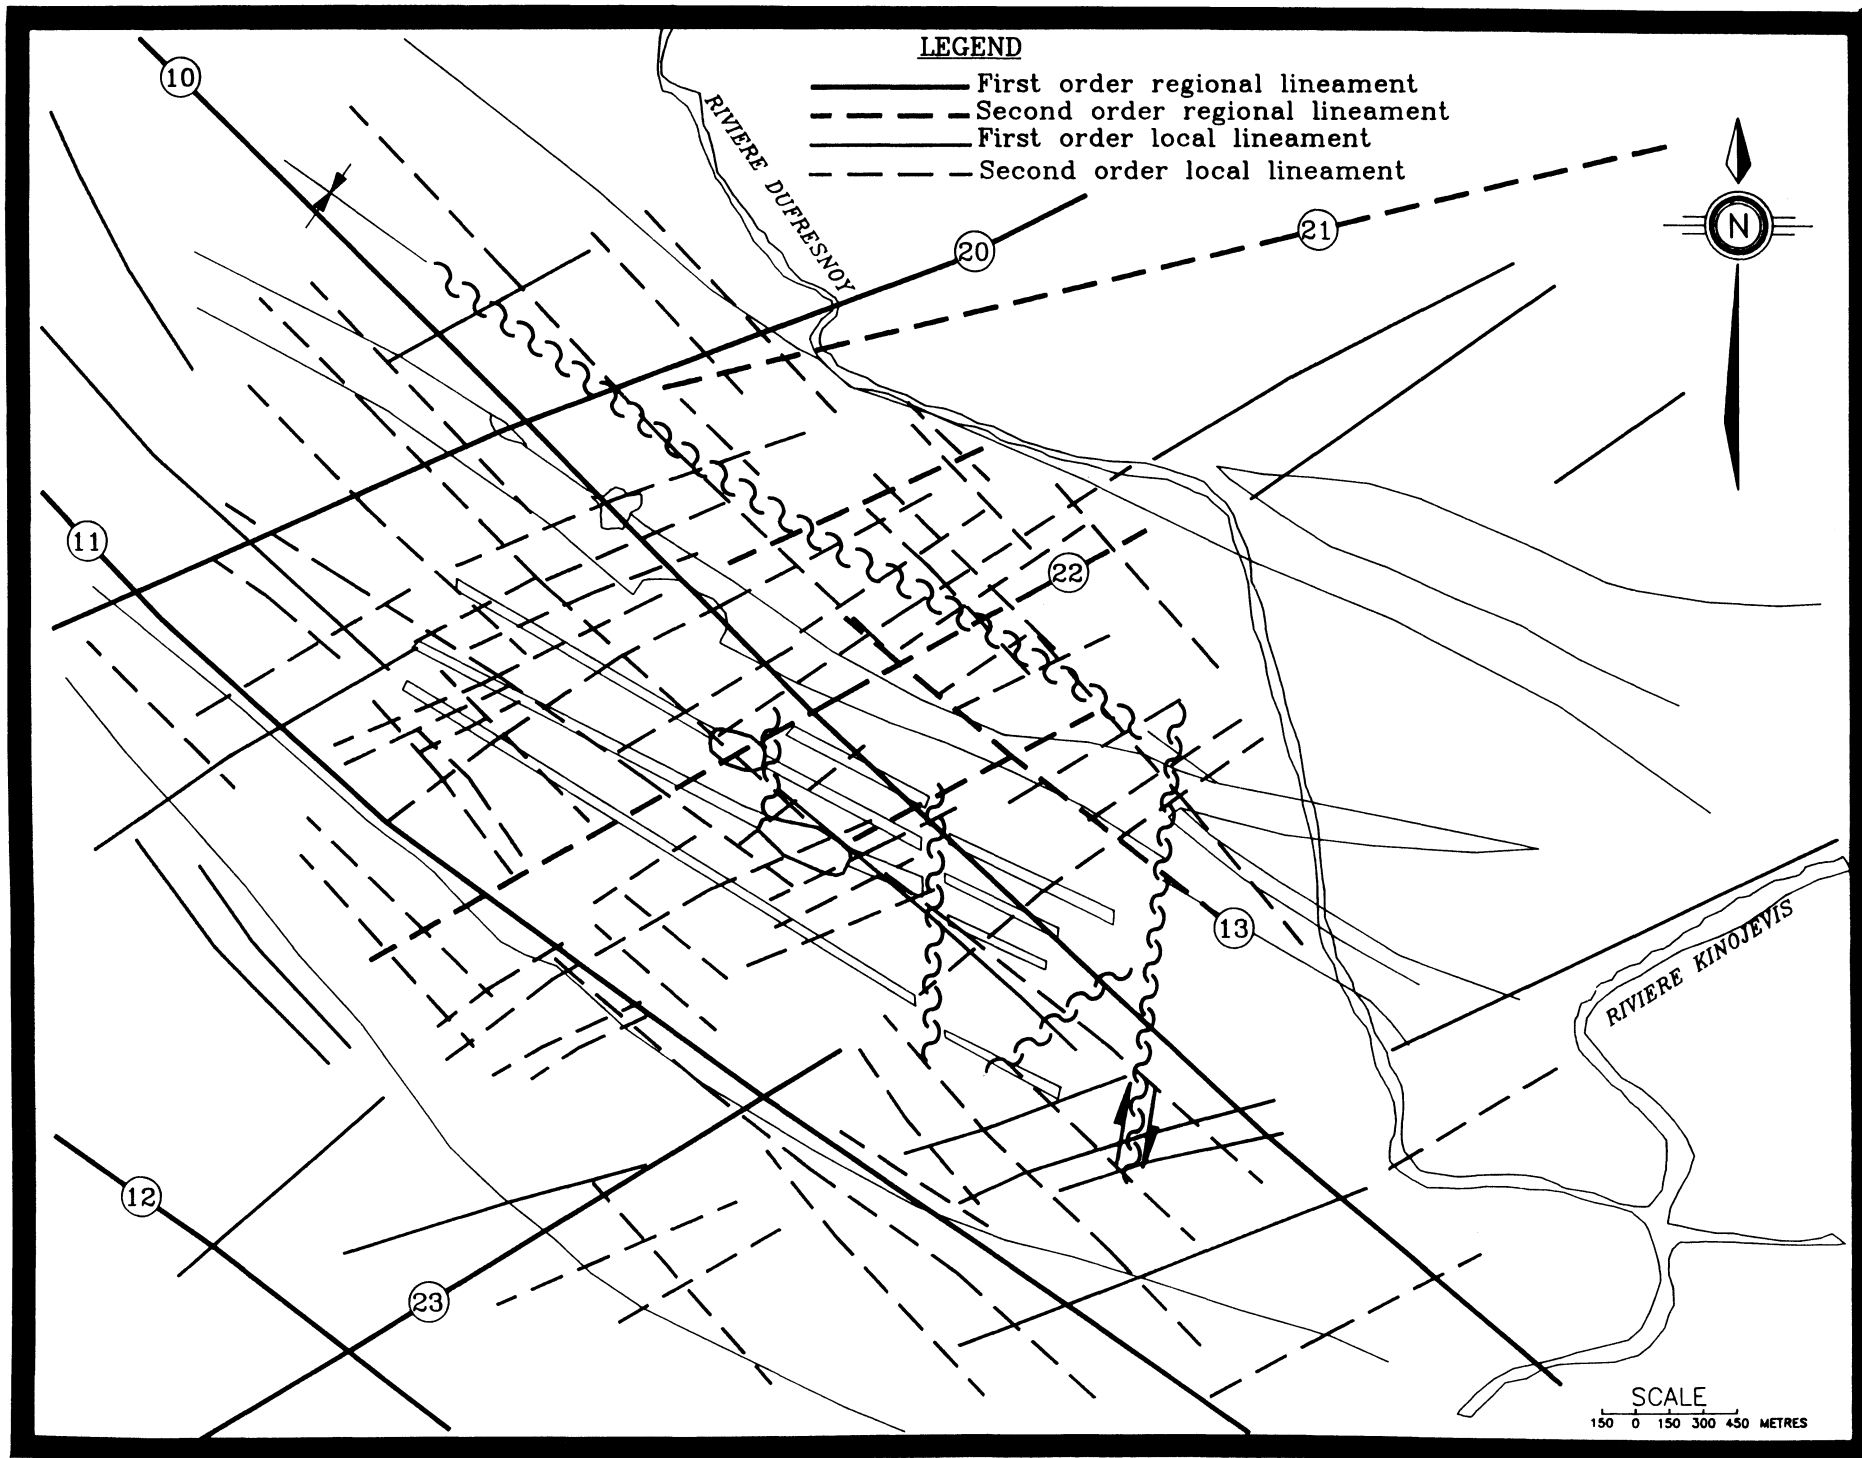 LEGEND
First order regional lineament
Second order regional lineament
First order local lineament
Second order local lineament
10
RIVIERE DUFRESNOY
20
21
N
11
22
13
RIVIERE KINOJEVIS
12
23
SCALE
150 0 150 300 450 METRES